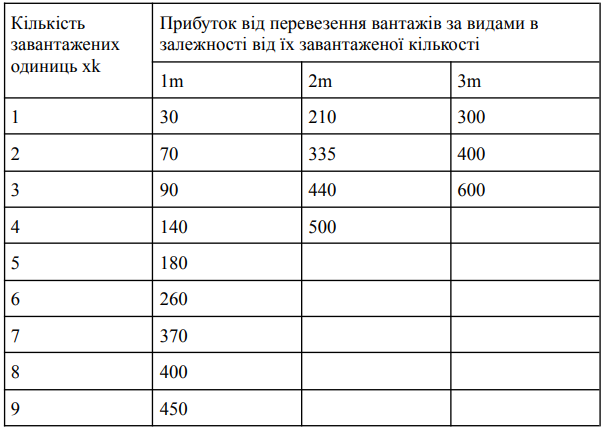 Кількість
завантажених
одиниць xk
Прибуток від перевезення вантажів за видами в
залежності від їх завантаженої кількості
1m 2m 3m
1 30 210 300
2 70 335 400
3 90 440 600
4 140 500
5 180
6 260
7 370
8 400
9 450